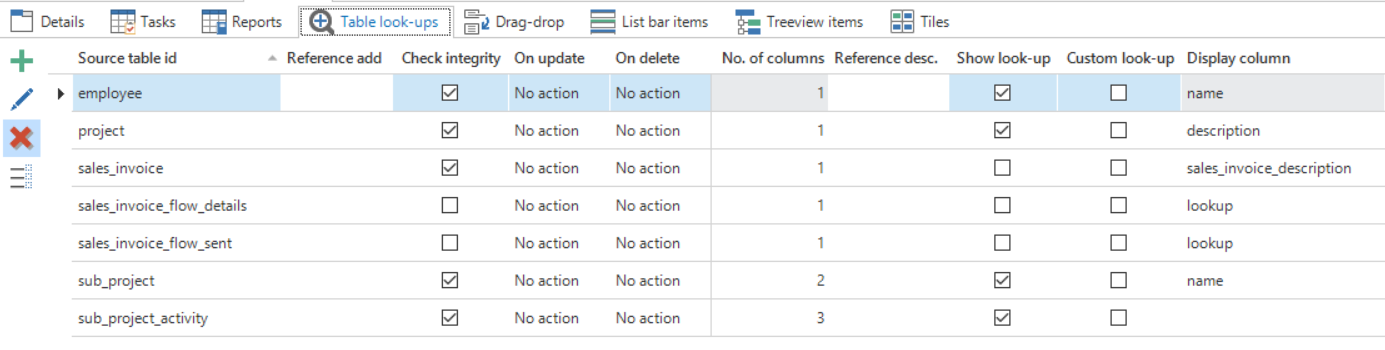 Details Tasks Reports Table look-ups Drag-drop List bar items Treeview items Tiles
Source table id Reference add Check integrity On update On delete No. of columns Reference desc. Show look-up Custom look-up Display column
employee No action No action 1 name
project No action No action 1 description
sales_invoice No action No action 1 sales_invoice_description
sales_invoice_flow_details No action No action 1 lookup
sales_invoice_flow_sent No action No action 1 lookup
sub_project No action No action 2 name
sub_project_activity No action No action 3